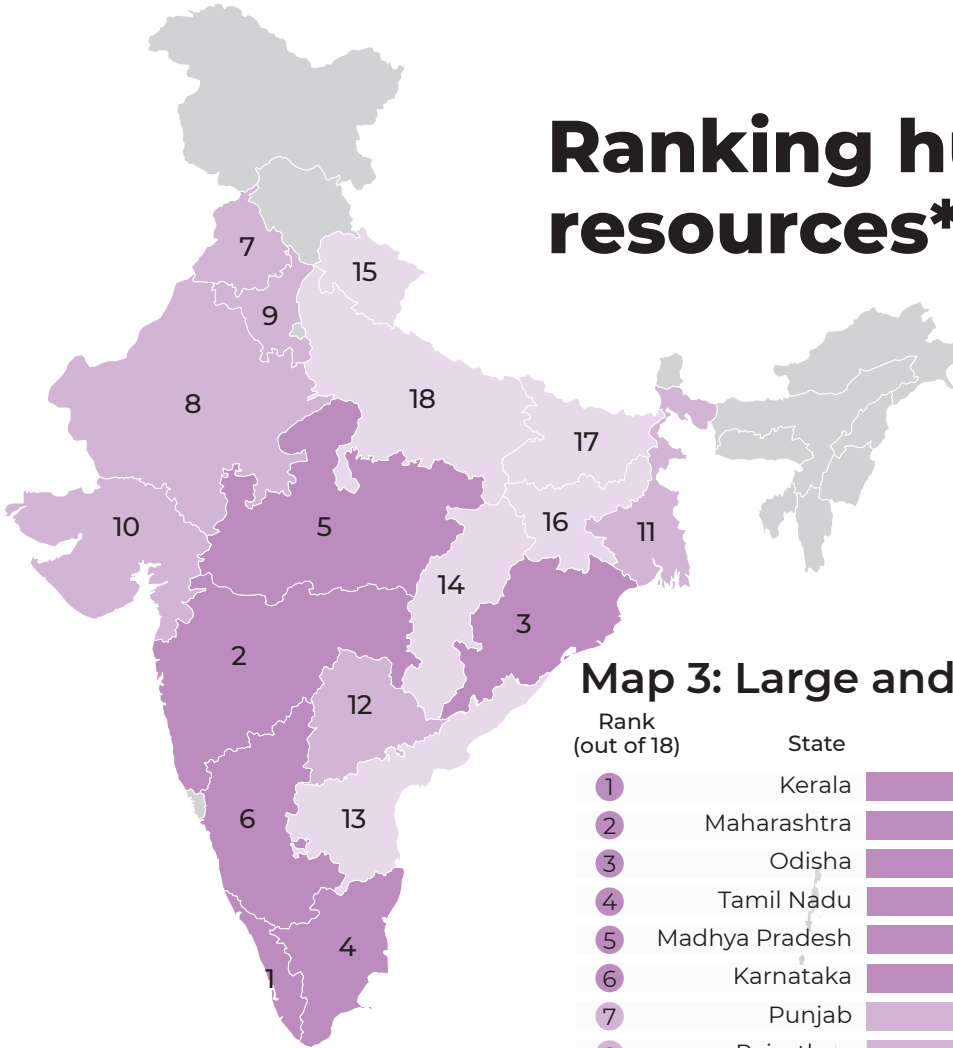 Ranking hu
resources*
7
15
9
8
18
17
10
5
16
11
14
3
2
12
6
13
4
1
Map 3: Large and
Rank
(out of 18)
State
1 Kerala
2 Maharashtra
3 Odisha
4 Tamil Nadu
5 Madhya Pradesh
6 Karnataka
7 Punjab